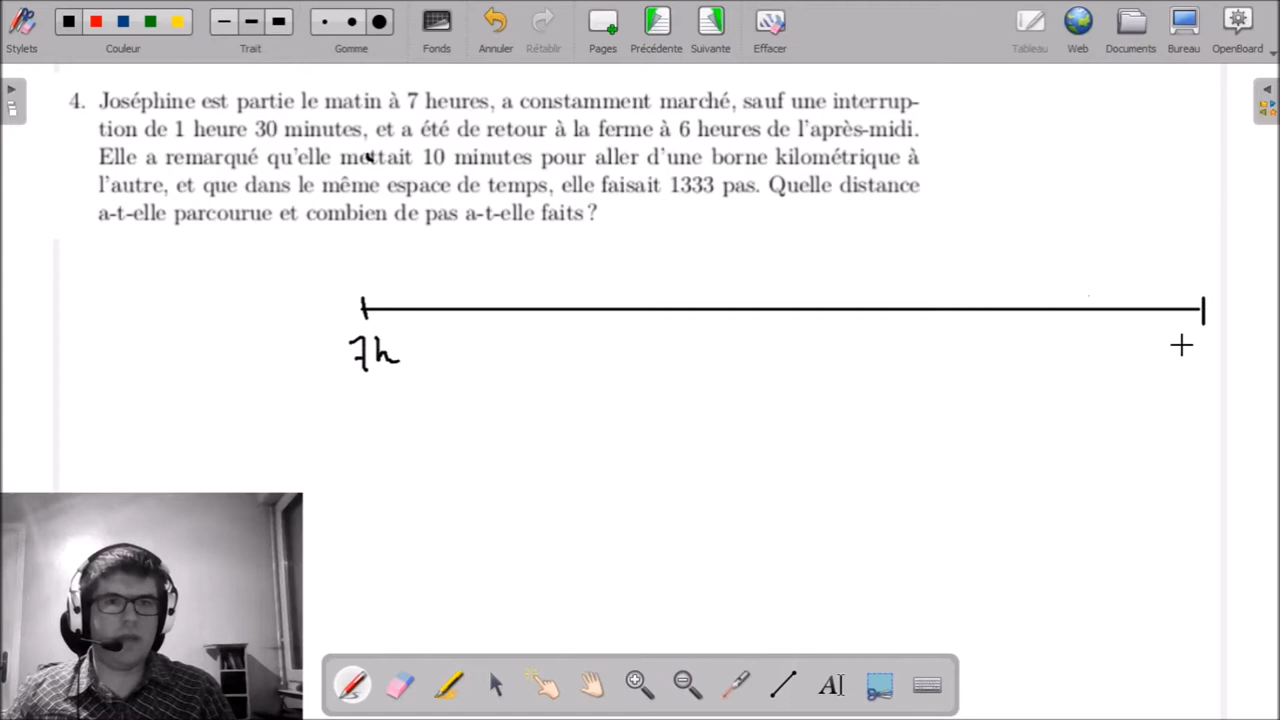 Stylets Couleur Trait Gomme Fonds Annuler Rétablir Pages Précédente Suivante Effacer Tableau Web Documents Bureau OpenBoard
4. Joséphine est partie le matin à 7 heures, a constamment marché, sauf une interrup-
tion de 1 heure 30 minutes, et a été de retour à la ferme à 6 heures de l'après-midi.
Elle a remarqué qu'elle mettait 10 minutes pour aller d'une borne kilométrique à
l'autre, et que dans le même espace de temps, elle faisait 1333 pas. Quelle distance
a-t-elle parcourue et combien de pas a-t-elle faits ?
7h
AI